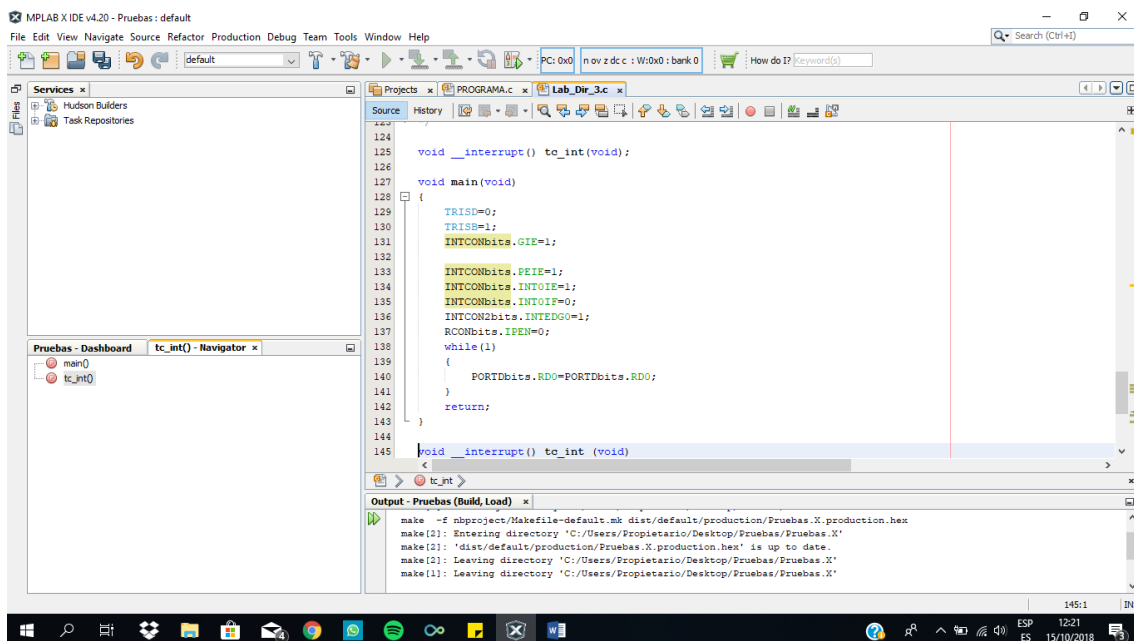 MPLAB X IDE v4.20 - Pruebas : default
File Edit View Navigate Source Refactor Production Debug Team Tools Window Help
Search (Ctrl+I)
default
PC: 0x0
n ov z dc c : W:0x0 : bank 0
How do I?
Keyword(s)
Files
Services
Hudson Builders
Task Repositories
Projects
PROGRAMA.c
Lab_Dir_3.c
Source
History
124
125 void __interrupt() tc_int(void);
126
127 void main(void)
128 {
129 TRISD=0;
130 TRISB=1;
131 INTCONbits.GIE=1;
132
133 INTCONbits.PEIE=1;
134 INTCONbits.INT0IE=1;
135 INTCONbits.INT0IF=0;
136 INTCON2bits.INTEDG0=1;
137 RCONbits.IPEN=0;
138 while(1)
139 {
140 PORTDbits.RD0=PORTDbits.RD0;
141 }
142 return;
143 }
144
145 void __interrupt() tc_int (void)
Pruebas - Dashboard
tc_int() - Navigator
main()
tc_int()
tc_int
Output - Pruebas (Build, Load)
make -f nbproject/Makefile-default.mk dist/default/production/Pruebas.X.production.hex
make[2]: Entering directory 'C:/Users/Propietario/Desktop/Pruebas/Pruebas.X'
make[2]: 'dist/default/production/Pruebas.X.production.hex' is up to date.
make[2]: Leaving directory 'C:/Users/Propietario/Desktop/Pruebas/Pruebas.X'
make[1]: Leaving directory 'C:/Users/Propietario/Desktop/Pruebas/Pruebas.X'
145:1
IN
ESP
ES
12:21
15/10/2018